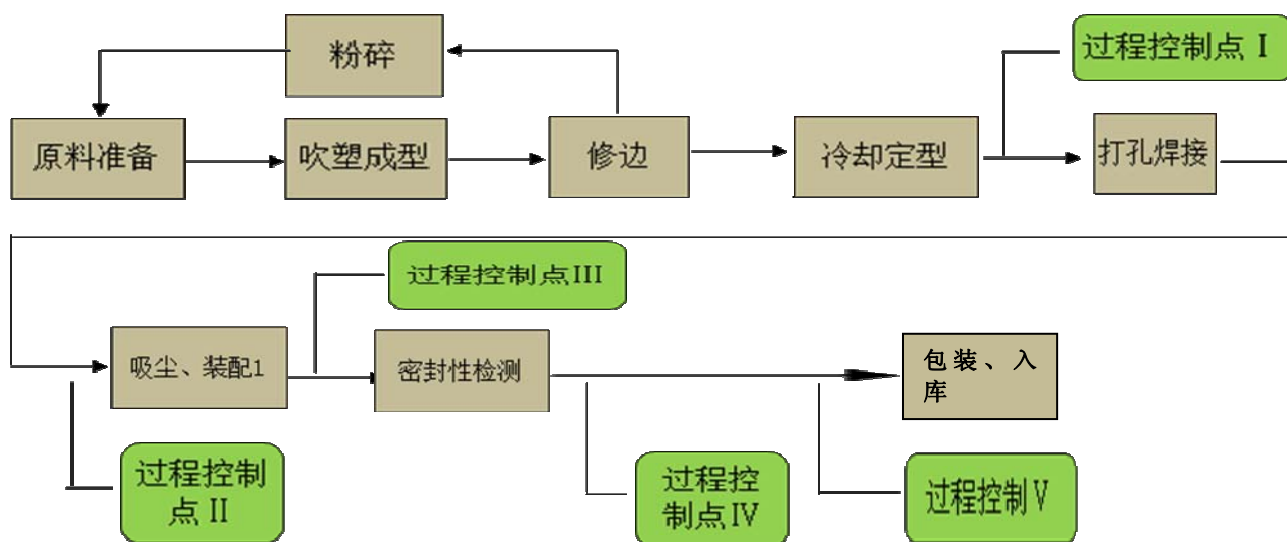 粉碎
过程控制点 I
原料准备
吹塑成型
修边
冷却定型
打孔焊接
过程控制点III
吸尘、装配1
密封性检测
包装、入
库
过程控制
点 II
过程控
制点IV
过程控制 V